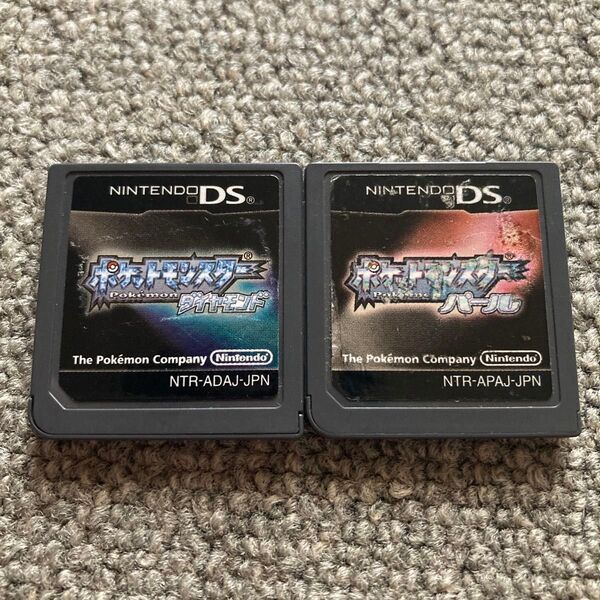 NINTENDO DS®
ポケットモンスター®
Pokémon
ダイヤモンド
The Pokémon Company Nintendo
NTR-ADAJ-JPN
NINTENDO DS®
ポケットモンスター®
Pokémon
パール
The Pokémon Company Nintendo
NTR-APAJ-JPN